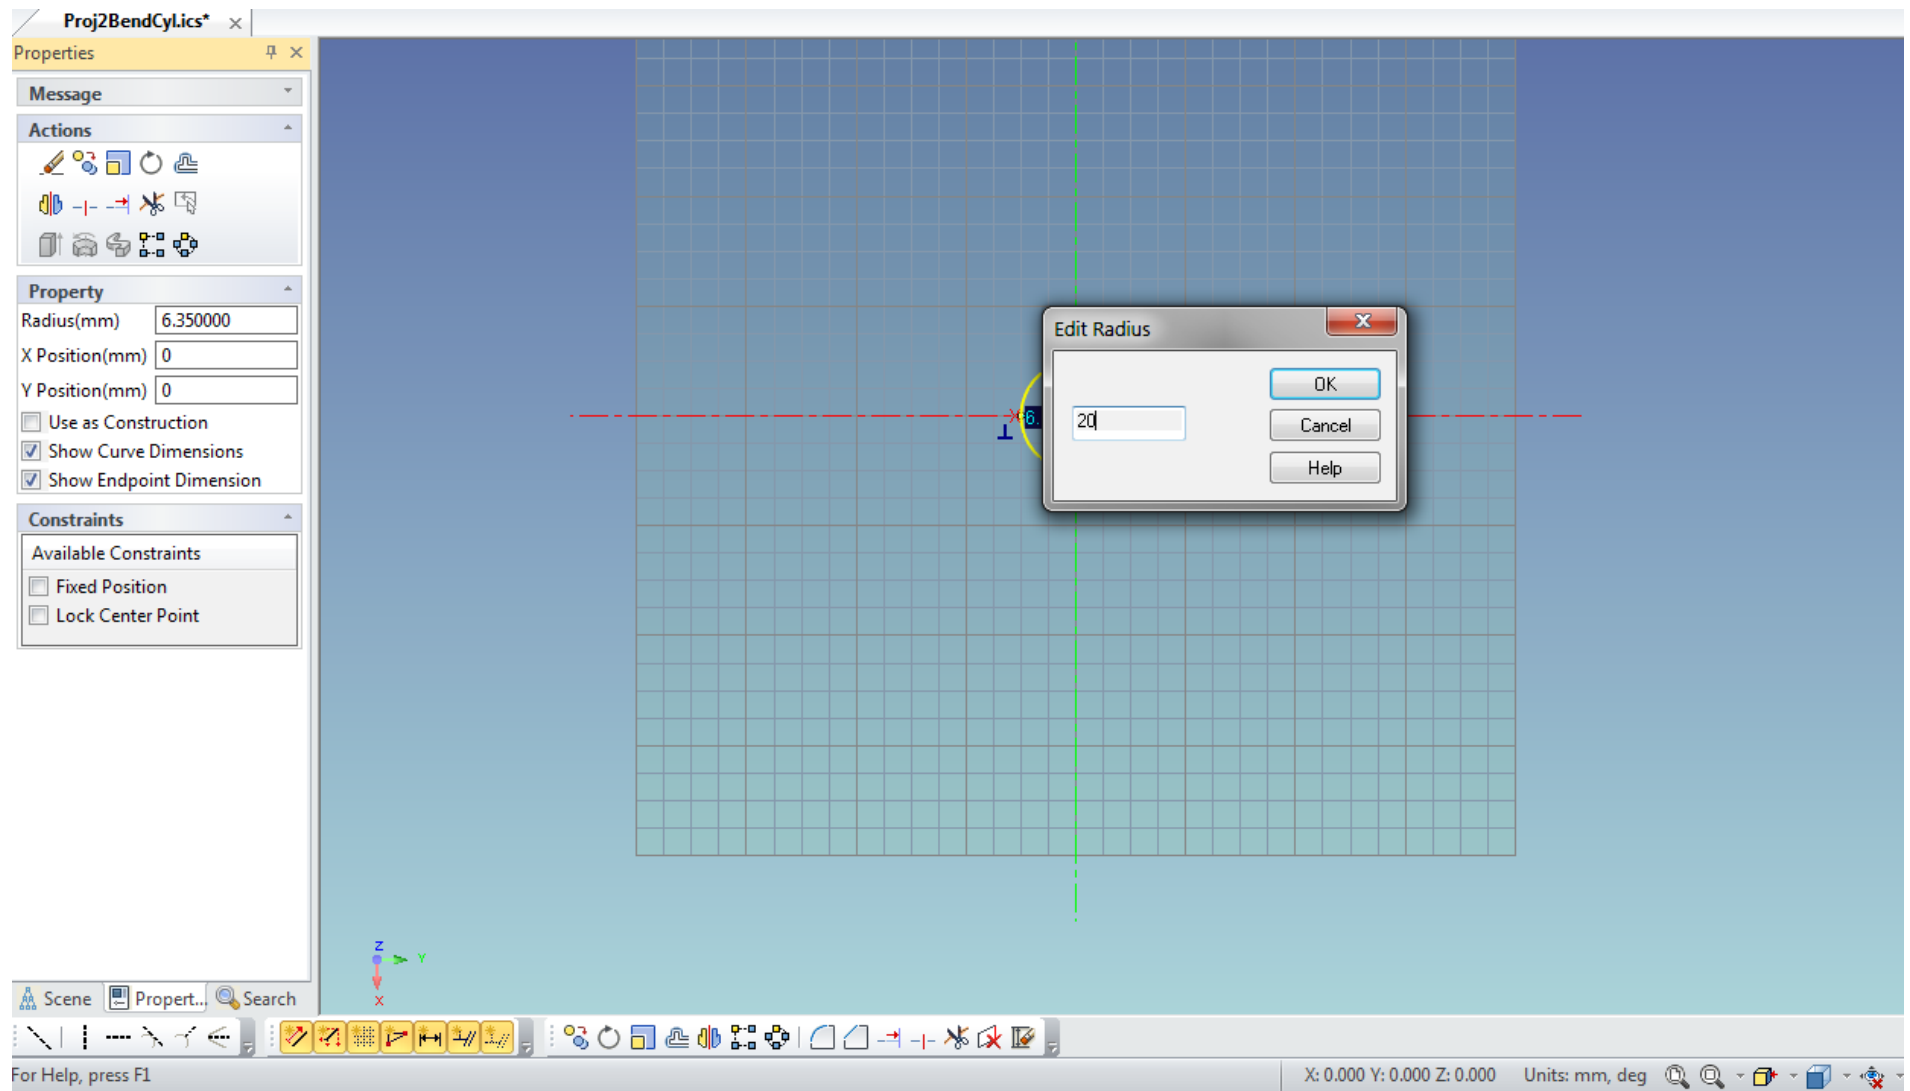 Proj2BendCyl.ics*
Properties
Message
Actions
Property
Radius(mm) 6.350000
X Position(mm) 0
Y Position(mm) 0
Use as Construction
Show Curve Dimensions
Show Endpoint Dimension
Constraints
Available Constraints
Fixed Position
Lock Center Point
Edit Radius
OK
6. 20
Cancel
Help
Z
Y
X
Scene Propert... Search
For Help, press F1 X: 0.000 Y: 0.000 Z: 0.000 Units: mm, deg